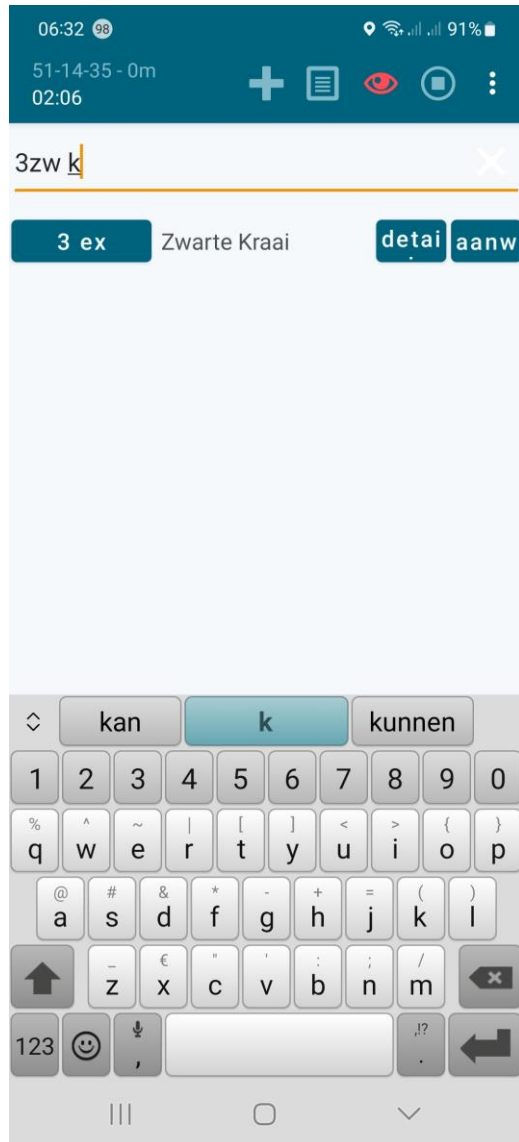 06:32 98 91%
51-14-35 - 0m
02:06
3zw k
3 ex Zwarte Kraai detai aanw
kan k kunnen
1 2 3 4 5 6 7 8 9 0
% ^ ~ | [ ] < > { }
q w e r t y u i o p
@ # & * - + = ( )
a s d f g h j k l
_ € " ' : ; /
z x c v b n m
,!?
123 , .